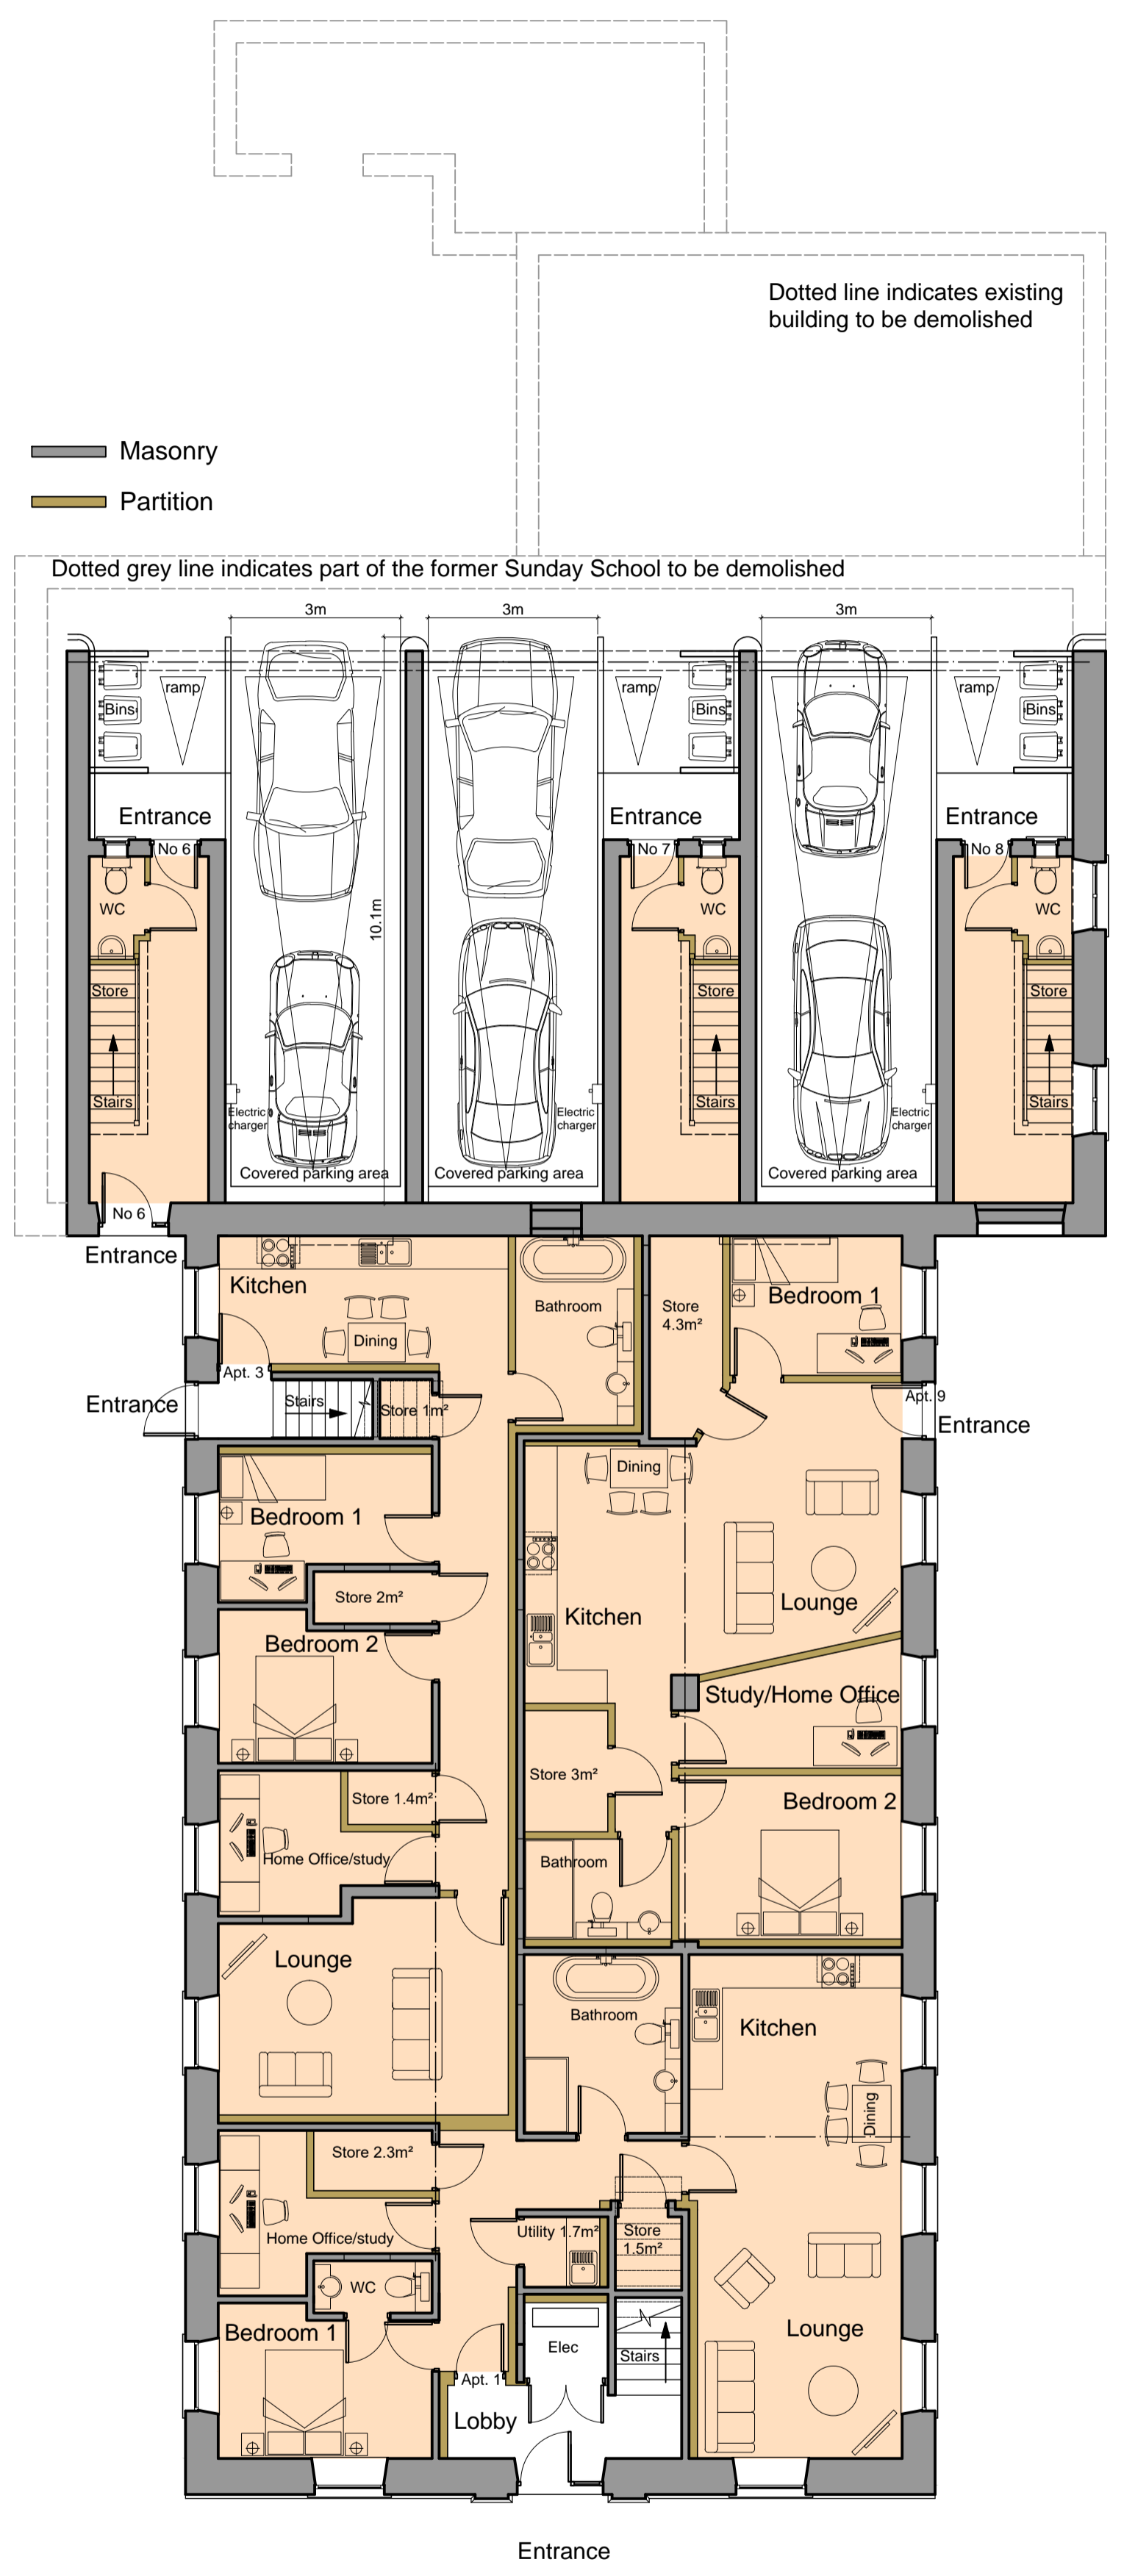 Dotted line indicates existing
building to be demolished
Masonry
Partition
Dotted grey line indicates part of the former Sunday School to be demolished
3m
3m
3m
ramp
ramp
ramp
Bins
Bins
Bins
Entrance
Entrance
Entrance
No 6
No 7
No 8
WC
WC
WC
10.1m
Store
Store
Store
Stairs
Stairs
Stairs
Electric
charger
Electric
charger
Electric
charger
Covered parking area
Covered parking area
Covered parking area
No 6
Entrance
Kitchen
Bathroom
Store
4.3m²
Bedroom 1
Dining
Apt. 3
Entrance
Stairs
Store 1m²
Apt. 9
Entrance
Dining
Bedroom 1
Store 2m²
Lounge
Kitchen
Bedroom 2
Study/Home Office
Store 3m²
Store 1.4m²
Bedroom 2
Home Office/study
Bathroom
Lounge
Bathroom
Kitchen
Dining
Store 2.3m²
Home Office/study
Utility 1.7m²
Store
1.5m²
WC
Bedroom 1
Elec
Stairs
Lounge
Apt. 1
Lobby
Entrance